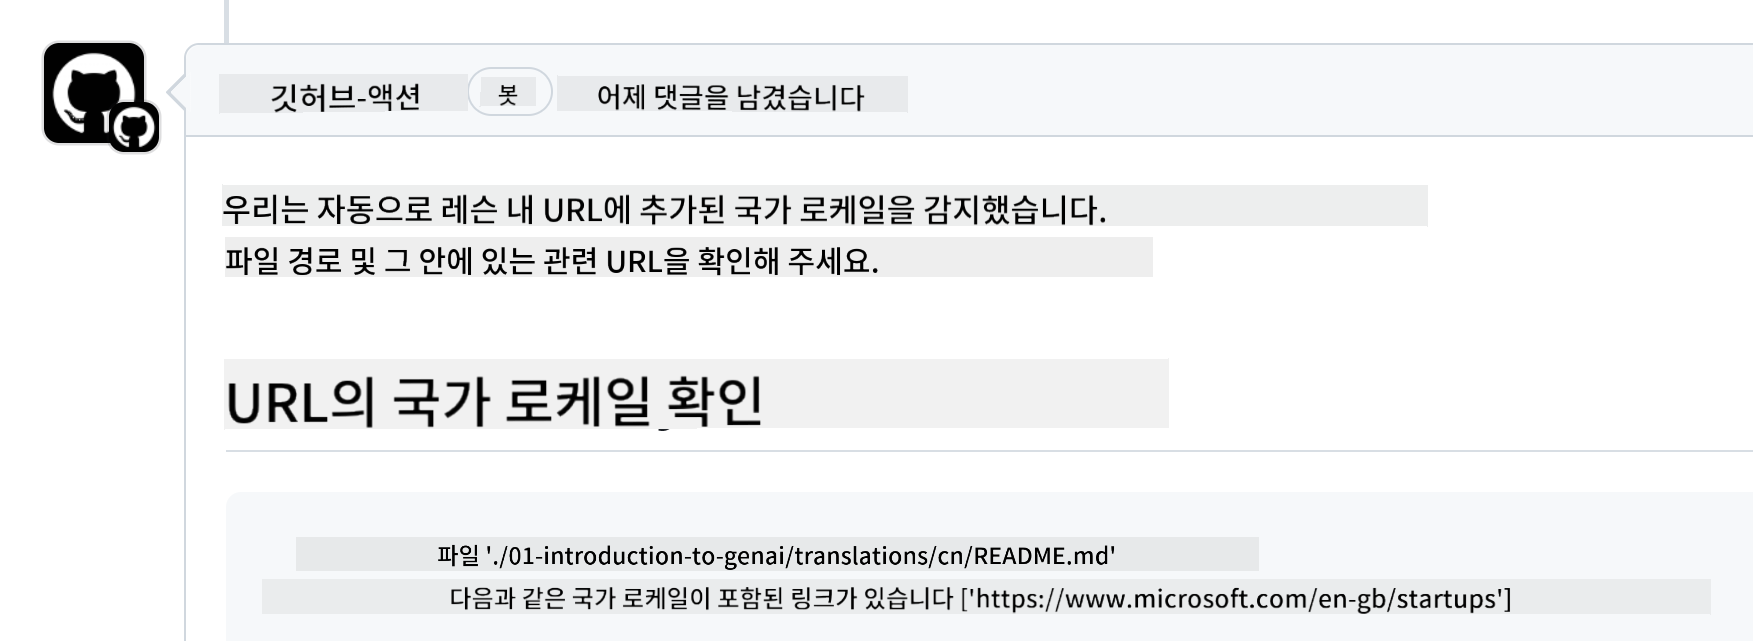 깃허브-액션 봇 어제 댓글을 남겼습니다
우리는 자동으로 레슨 내 URL에 추가된 국가 로케일을 감지했습니다.
파일 경로 및 그 안에 있는 관련 URL을 확인해 주세요.
URL의 국가 로케일 확인
파일 './01-introduction-to-genai/translations/cn/README.md'
다음과 같은 국가 로케일이 포함된 링크가 있습니다 ['https://www.microsoft.com/en-gb/startups']